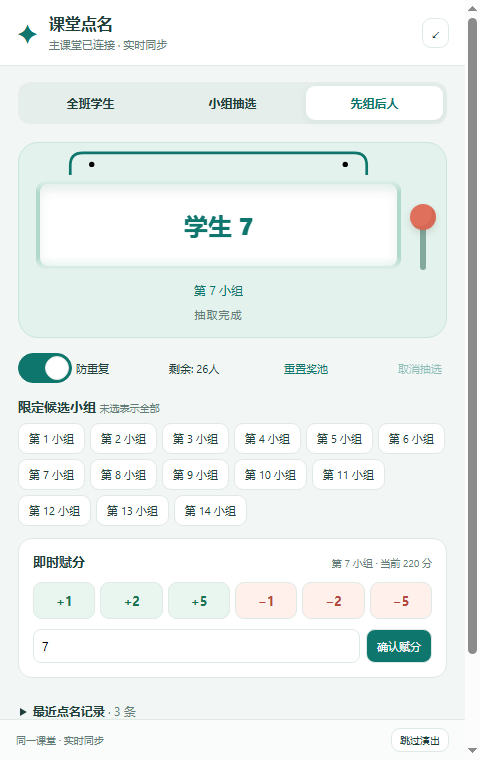 课堂点名
主课堂已连接 · 实时同步
全班学生 小组抽选 先组后人
学生 7
第 7 小组
抽取完成
防重复 剩余: 26人 重置奖池 取消抽选
限定候选小组 未选表示全部
第 1 小组 第 2 小组 第 3 小组 第 4 小组 第 5 小组 第 6 小组
第 7 小组 第 8 小组 第 9 小组 第 10 小组 第 11 小组
第 12 小组 第 13 小组 第 14 小组
即时赋分 第 7 小组 · 当前 220 分
+1 +2 +5 −1 −2 −5
7 确认赋分
最近点名记录 · 3 条
同一课堂 · 实时同步 跳过演出